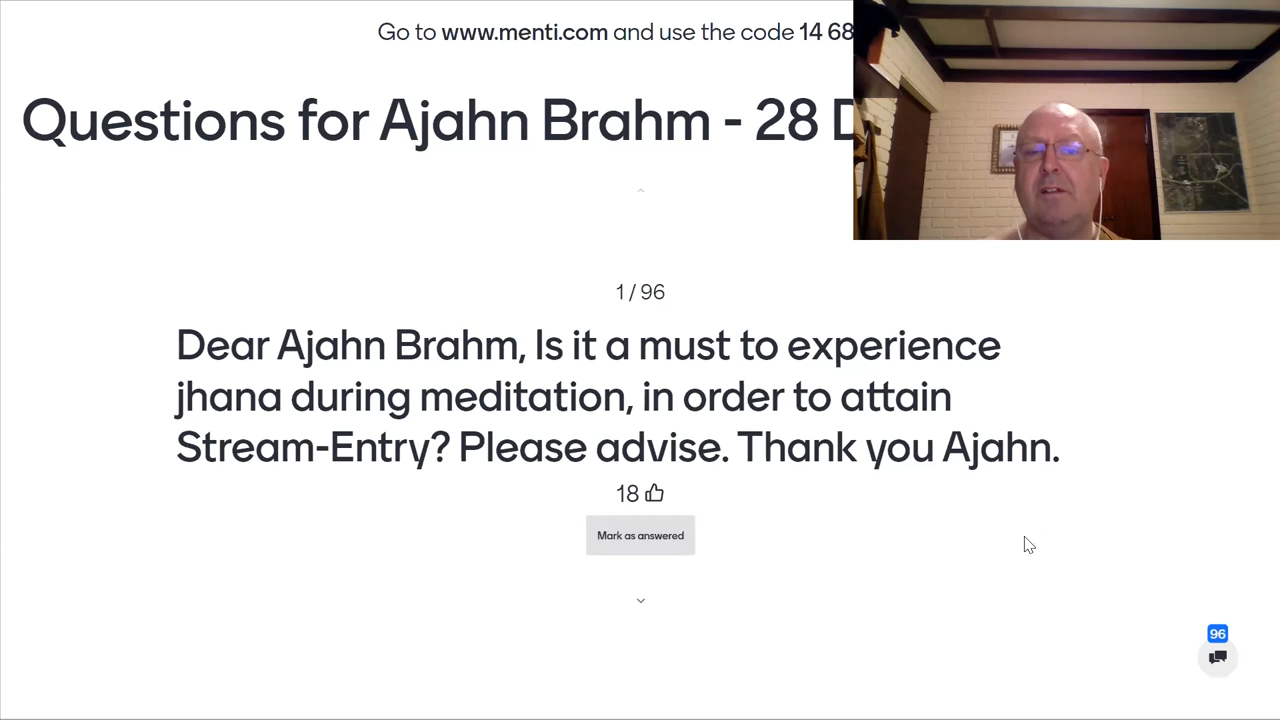 Go to www.menti.com and use the code 14 68
Questions for Ajahn Brahm - 28 D
1 / 96
Dear Ajahn Brahm, Is it a must to experience
jhana during meditation, in order to attain
Stream-Entry? Please advise. Thank you Ajahn.
18
Mark as answered
96